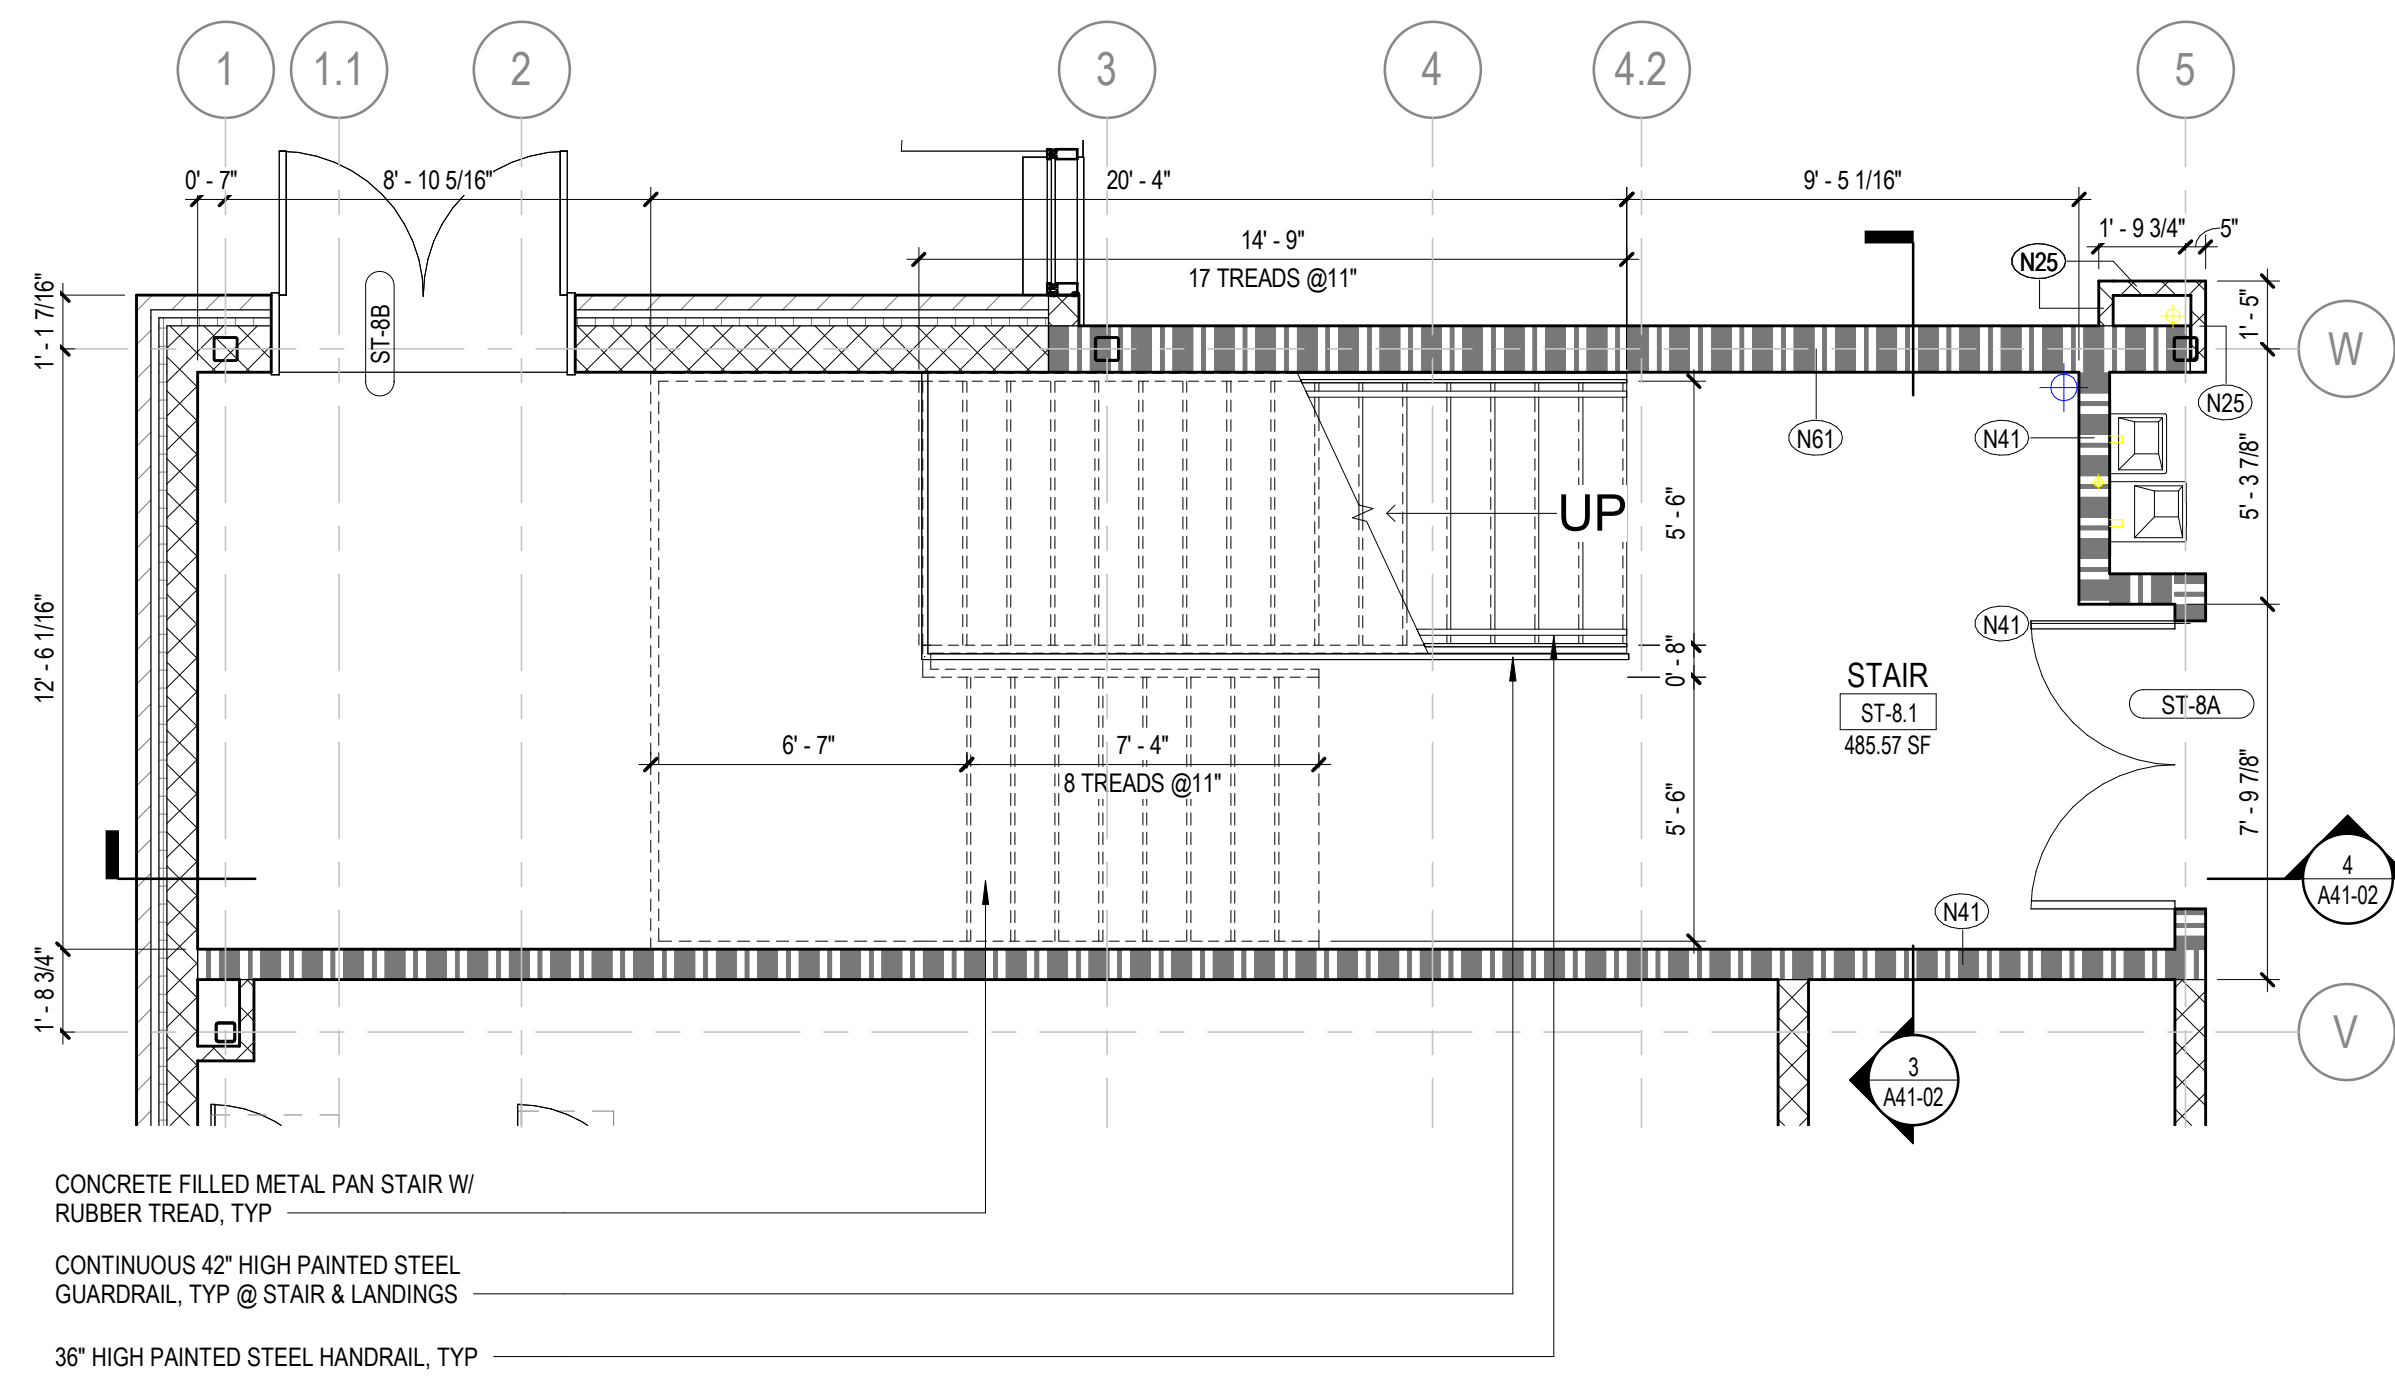 1
1.1
2
3
4
4.2
5
0' - 7"
8' - 10 5/16"
20' - 4"
9' - 5 1/16"
1' - 9 3/4"
5"
14' - 9"
17 TREADS @11"
N25
1' - 1 7/16"
ST-8B
1' - 5"
W
N25
N61
N41
5' - 3 7/8"
UP
5' - 6"
12' - 6 1/16"
N41
0' - 8"
STAIR
ST-8.1
485.57 SF
ST-8A
6' - 7"
7' - 4"
8 TREADS @11"
5' - 6"
7' - 9 7/8"
4
A41-02
N41
1' - 8 3/4"
V
3
A41-02
CONCRETE FILLED METAL PAN STAIR W/
RUBBER TREAD, TYP
CONTINUOUS 42" HIGH PAINTED STEEL
GUARDRAIL, TYP @ STAIR & LANDINGS
36" HIGH PAINTED STEEL HANDRAIL, TYP